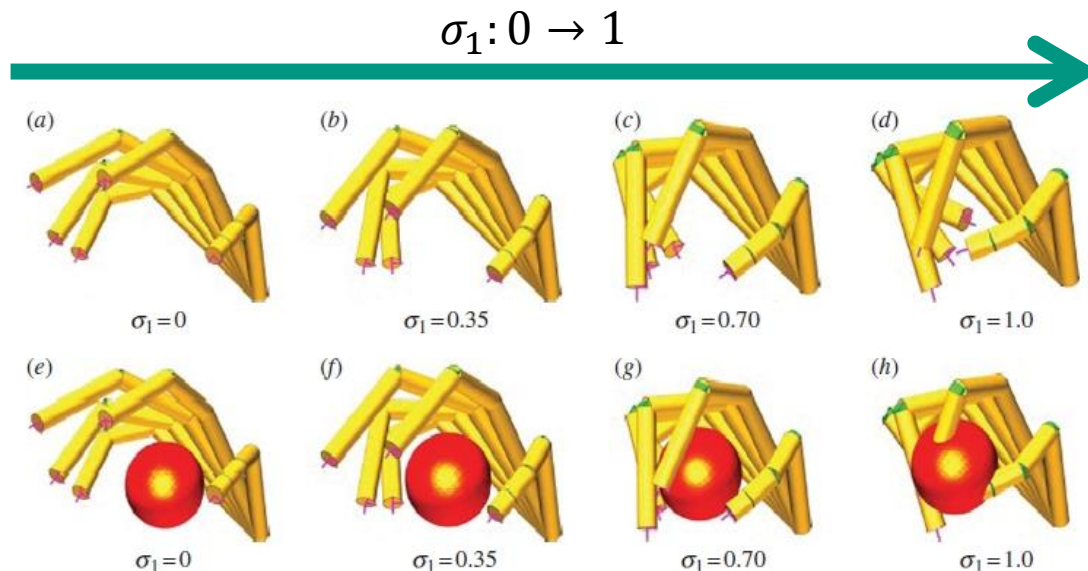 σ₁: 0 → 1
(a) (b) (c) (d)
σ₁=0 σ₁=0.35 σ₁=0.70 σ₁=1.0
(e) (f) (g) (h)
σ₁=0 σ₁=0.35 σ₁=0.70 σ₁=1.0